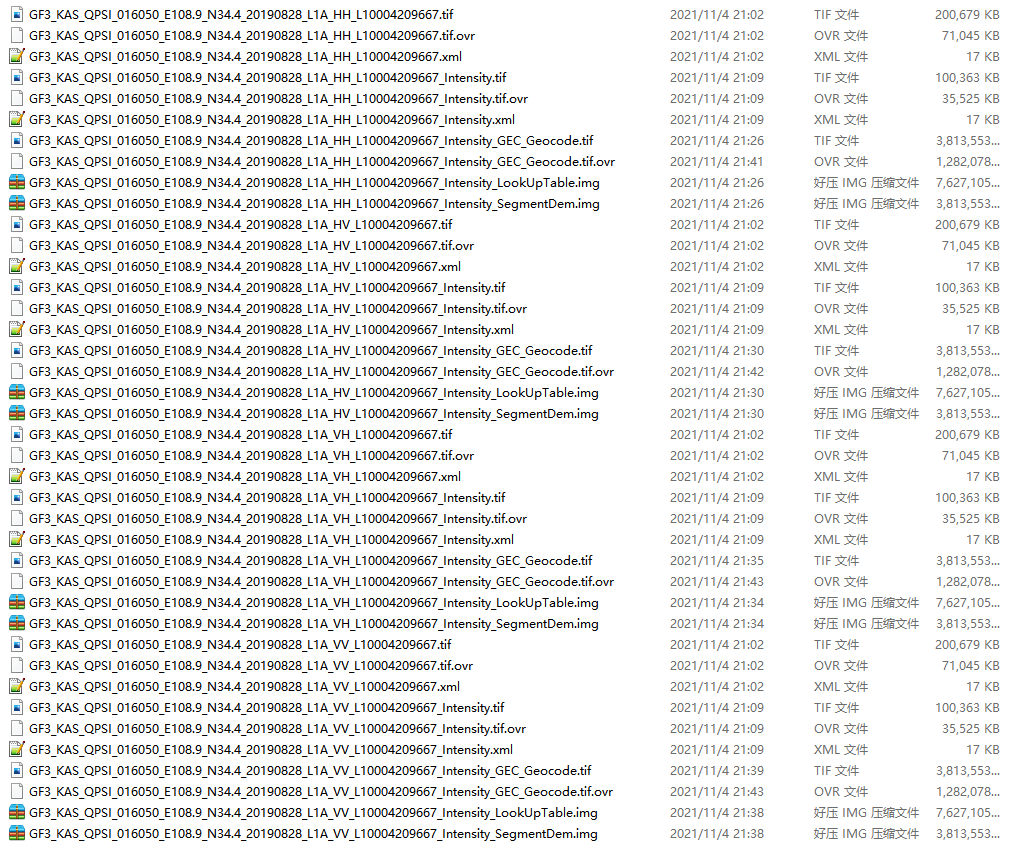 GF3_KAS_QPSI_016050_E108.9_N34.4_20190828_L1A_HH_L10004209667.tif 2021/11/4 21:02 TIF 文件 200,679 KB
GF3_KAS_QPSI_016050_E108.9_N34.4_20190828_L1A_HH_L10004209667.tif.ovr 2021/11/4 21:02 OVR 文件 71,045 KB
GF3_KAS_QPSI_016050_E108.9_N34.4_20190828_L1A_HH_L10004209667.xml 2021/11/4 21:02 XML 文件 17 KB
GF3_KAS_QPSI_016050_E108.9_N34.4_20190828_L1A_HH_L10004209667_Intensity.tif 2021/11/4 21:09 TIF 文件 100,363 KB
GF3_KAS_QPSI_016050_E108.9_N34.4_20190828_L1A_HH_L10004209667_Intensity.tif.ovr 2021/11/4 21:09 OVR 文件 35,525 KB
GF3_KAS_QPSI_016050_E108.9_N34.4_20190828_L1A_HH_L10004209667_Intensity.xml 2021/11/4 21:09 XML 文件 17 KB
GF3_KAS_QPSI_016050_E108.9_N34.4_20190828_L1A_HH_L10004209667_Intensity_GEC_Geocode.tif 2021/11/4 21:26 TIF 文件 3,813,553...
GF3_KAS_QPSI_016050_E108.9_N34.4_20190828_L1A_HH_L10004209667_Intensity_GEC_Geocode.tif.ovr 2021/11/4 21:41 OVR 文件 1,282,078...
GF3_KAS_QPSI_016050_E108.9_N34.4_20190828_L1A_HH_L10004209667_Intensity_LookUpTable.img 2021/11/4 21:26 好压 IMG 压缩文件 7,627,105...
GF3_KAS_QPSI_016050_E108.9_N34.4_20190828_L1A_HH_L10004209667_Intensity_SegmentDem.img 2021/11/4 21:26 好压 IMG 压缩文件 3,813,553...
GF3_KAS_QPSI_016050_E108.9_N34.4_20190828_L1A_HV_L10004209667.tif 2021/11/4 21:02 TIF 文件 200,679 KB
GF3_KAS_QPSI_016050_E108.9_N34.4_20190828_L1A_HV_L10004209667.tif.ovr 2021/11/4 21:02 OVR 文件 71,045 KB
GF3_KAS_QPSI_016050_E108.9_N34.4_20190828_L1A_HV_L10004209667.xml 2021/11/4 21:02 XML 文件 17 KB
GF3_KAS_QPSI_016050_E108.9_N34.4_20190828_L1A_HV_L10004209667_Intensity.tif 2021/11/4 21:09 TIF 文件 100,363 KB
GF3_KAS_QPSI_016050_E108.9_N34.4_20190828_L1A_HV_L10004209667_Intensity.tif.ovr 2021/11/4 21:09 OVR 文件 35,525 KB
GF3_KAS_QPSI_016050_E108.9_N34.4_20190828_L1A_HV_L10004209667_Intensity.xml 2021/11/4 21:09 XML 文件 17 KB
GF3_KAS_QPSI_016050_E108.9_N34.4_20190828_L1A_HV_L10004209667_Intensity_GEC_Geocode.tif 2021/11/4 21:30 TIF 文件 3,813,553...
GF3_KAS_QPSI_016050_E108.9_N34.4_20190828_L1A_HV_L10004209667_Intensity_GEC_Geocode.tif.ovr 2021/11/4 21:42 OVR 文件 1,282,078...
GF3_KAS_QPSI_016050_E108.9_N34.4_20190828_L1A_HV_L10004209667_Intensity_LookUpTable.img 2021/11/4 21:30 好压 IMG 压缩文件 7,627,105...
GF3_KAS_QPSI_016050_E108.9_N34.4_20190828_L1A_HV_L10004209667_Intensity_SegmentDem.img 2021/11/4 21:30 好压 IMG 压缩文件 3,813,553...
GF3_KAS_QPSI_016050_E108.9_N34.4_20190828_L1A_VH_L10004209667.tif 2021/11/4 21:02 TIF 文件 200,679 KB
GF3_KAS_QPSI_016050_E108.9_N34.4_20190828_L1A_VH_L10004209667.tif.ovr 2021/11/4 21:02 OVR 文件 71,045 KB
GF3_KAS_QPSI_016050_E108.9_N34.4_20190828_L1A_VH_L10004209667.xml 2021/11/4 21:02 XML 文件 17 KB
GF3_KAS_QPSI_016050_E108.9_N34.4_20190828_L1A_VH_L10004209667_Intensity.tif 2021/11/4 21:09 TIF 文件 100,363 KB
GF3_KAS_QPSI_016050_E108.9_N34.4_20190828_L1A_VH_L10004209667_Intensity.tif.ovr 2021/11/4 21:09 OVR 文件 35,525 KB
GF3_KAS_QPSI_016050_E108.9_N34.4_20190828_L1A_VH_L10004209667_Intensity.xml 2021/11/4 21:09 XML 文件 17 KB
GF3_KAS_QPSI_016050_E108.9_N34.4_20190828_L1A_VH_L10004209667_Intensity_GEC_Geocode.tif 2021/11/4 21:35 TIF 文件 3,813,553...
GF3_KAS_QPSI_016050_E108.9_N34.4_20190828_L1A_VH_L10004209667_Intensity_GEC_Geocode.tif.ovr 2021/11/4 21:43 OVR 文件 1,282,078...
GF3_KAS_QPSI_016050_E108.9_N34.4_20190828_L1A_VH_L10004209667_Intensity_LookUpTable.img 2021/11/4 21:34 好压 IMG 压缩文件 7,627,105...
GF3_KAS_QPSI_016050_E108.9_N34.4_20190828_L1A_VH_L10004209667_Intensity_SegmentDem.img 2021/11/4 21:34 好压 IMG 压缩文件 3,813,553...
GF3_KAS_QPSI_016050_E108.9_N34.4_20190828_L1A_VV_L10004209667.tif 2021/11/4 21:02 TIF 文件 200,679 KB
GF3_KAS_QPSI_016050_E108.9_N34.4_20190828_L1A_VV_L10004209667.tif.ovr 2021/11/4 21:02 OVR 文件 71,045 KB
GF3_KAS_QPSI_016050_E108.9_N34.4_20190828_L1A_VV_L10004209667.xml 2021/11/4 21:02 XML 文件 17 KB
GF3_KAS_QPSI_016050_E108.9_N34.4_20190828_L1A_VV_L10004209667_Intensity.tif 2021/11/4 21:09 TIF 文件 100,363 KB
GF3_KAS_QPSI_016050_E108.9_N34.4_20190828_L1A_VV_L10004209667_Intensity.tif.ovr 2021/11/4 21:09 OVR 文件 35,525 KB
GF3_KAS_QPSI_016050_E108.9_N34.4_20190828_L1A_VV_L10004209667_Intensity.xml 2021/11/4 21:09 XML 文件 17 KB
GF3_KAS_QPSI_016050_E108.9_N34.4_20190828_L1A_VV_L10004209667_Intensity_GEC_Geocode.tif 2021/11/4 21:39 TIF 文件 3,813,553...
GF3_KAS_QPSI_016050_E108.9_N34.4_20190828_L1A_VV_L10004209667_Intensity_GEC_Geocode.tif.ovr 2021/11/4 21:43 OVR 文件 1,282,078...
GF3_KAS_QPSI_016050_E108.9_N34.4_20190828_L1A_VV_L10004209667_Intensity_LookUpTable.img 2021/11/4 21:38 好压 IMG 压缩文件 7,627,105...
GF3_KAS_QPSI_016050_E108.9_N34.4_20190828_L1A_VV_L10004209667_Intensity_SegmentDem.img 2021/11/4 21:38 好压 IMG 压缩文件 3,813,553...